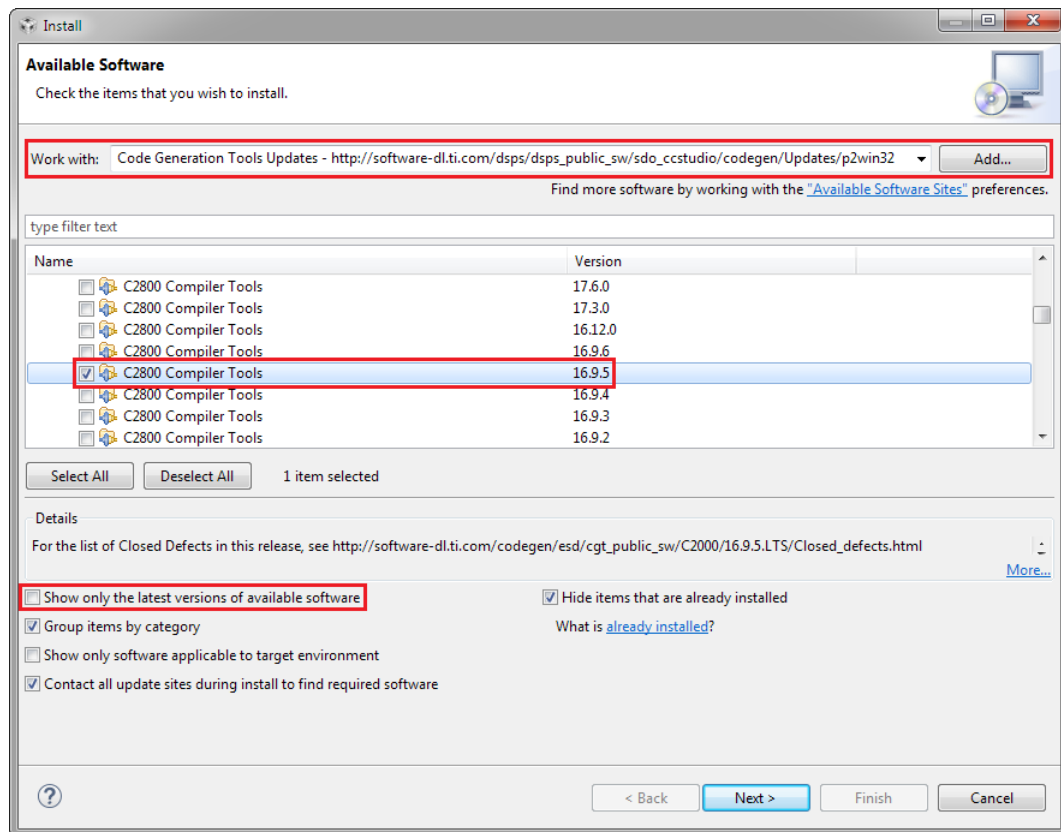 Install
Available Software
Check the items that you wish to install.
Work with: Code Generation Tools Updates - http://software-dl.ti.com/dsps/dsps_public_sw/sdo_ccstudio/codegen/Updates/p2win32 Add...
Find more software by working with the "Available Software Sites" preferences.
type filter text
Name Version
C2800 Compiler Tools 17.6.0
C2800 Compiler Tools 17.3.0
C2800 Compiler Tools 16.12.0
C2800 Compiler Tools 16.9.6
C2800 Compiler Tools 16.9.5
C2800 Compiler Tools 16.9.4
C2800 Compiler Tools 16.9.3
C2800 Compiler Tools 16.9.2
Select All Deselect All 1 item selected
Details
For the list of Closed Defects in this release, see http://software-dl.ti.com/codegen/esd/cgt_public_sw/C2000/16.9.5.LTS/Closed_defects.html
More...
Show only the latest versions of available software Hide items that are already installed
Group items by category What is already installed?
Show only software applicable to target environment
Contact all update sites during install to find required software
? < Back Next > Finish Cancel